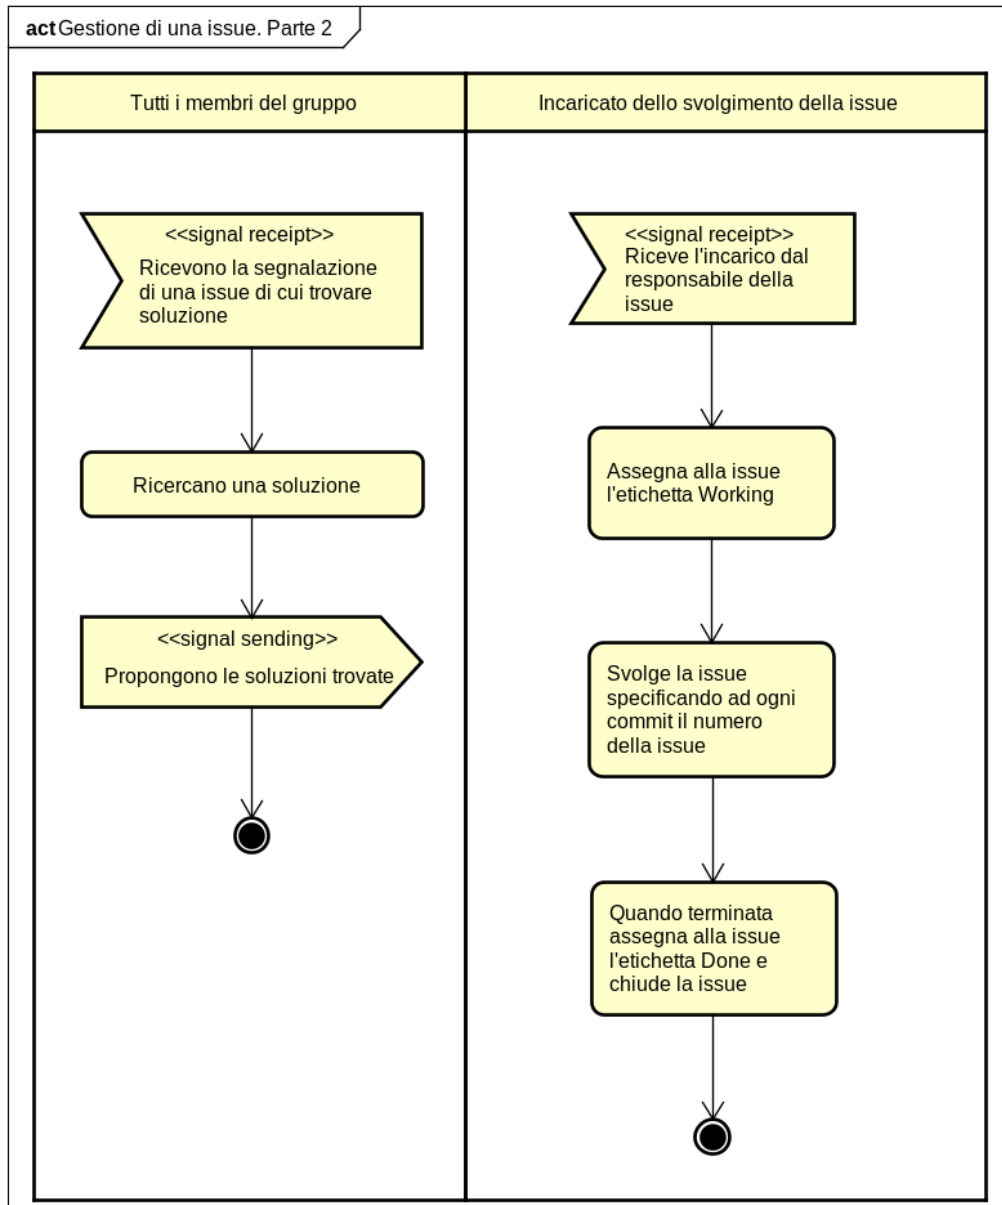 act Gestione di una issue. Parte 2
Tutti i membri del gruppo
Incaricato dello svolgimento della issue
<<signal receipt>>
Ricevono la segnalazione
di una issue di cui trovare
soluzione
Ricercano una soluzione
<<signal sending>>
Propongono le soluzioni trovate
<<signal receipt>>
Riceve l'incarico dal
responsabile della
issue
Assegna alla issue
l'etichetta Working
Svolge la issue
specificando ad ogni
commit il numero
della issue
Quando terminata
assegna alla issue
l'etichetta Done e
chiude la issue